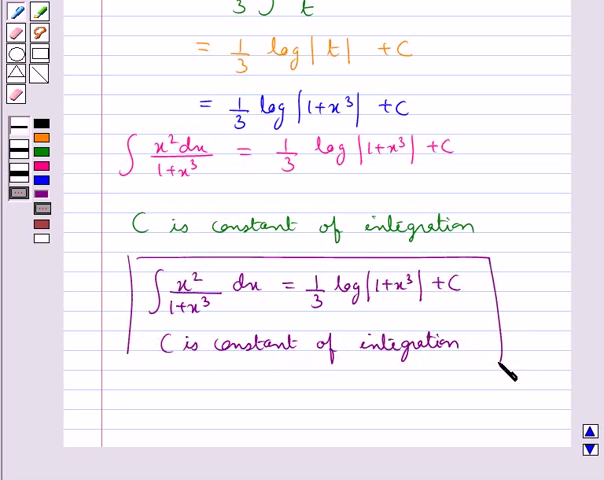 3 ∫ t
= 1/3 log|t| + C
= 1/3 log|1+x³| + C
∫ x²dx/1+x³ = 1/3 log|1+x³| + C
C is constant of integration
∫ x²/1+x³ dx = 1/3 log|1+x³| + C
C is constant of integration